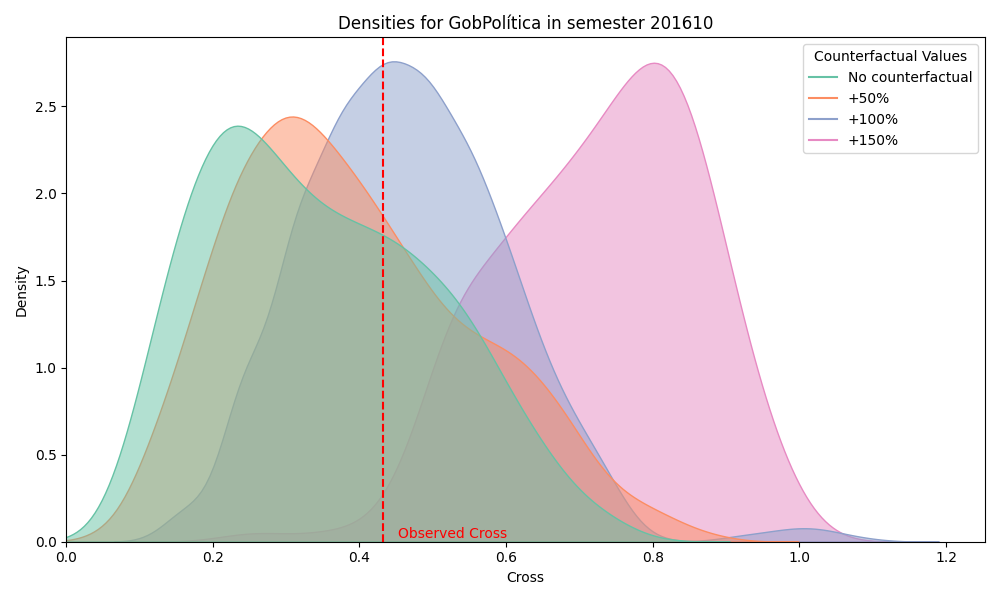 Densities for GobPolítica in semester 201610
Counterfactual Values
No counterfactual
+50%
+100%
+150%
2.5
2.0
1.5
1.0
0.5
0.0
Density
Observed Cross
0.0 0.2 0.4 0.6 0.8 1.0 1.2
Cross